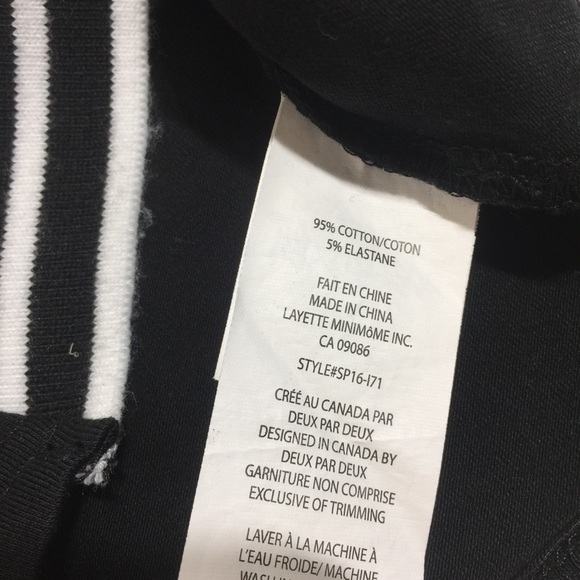 95% COTTON/COTON
5% ELASTANE
FAIT EN CHINE
MADE IN CHINA
LAYETTE MINIMôME INC.
CA 09086
STYLE#SP16-I71
CRÉÉ AU CANADA PAR
DEUX PAR DEUX
DESIGNED IN CANADA BY
DEUX PAR DEUX
GARNITURE NON COMPRISE
EXCLUSIVE OF TRIMMING
LAVER À LA MACHINE À
L'EAU FROIDE/ MACHINE